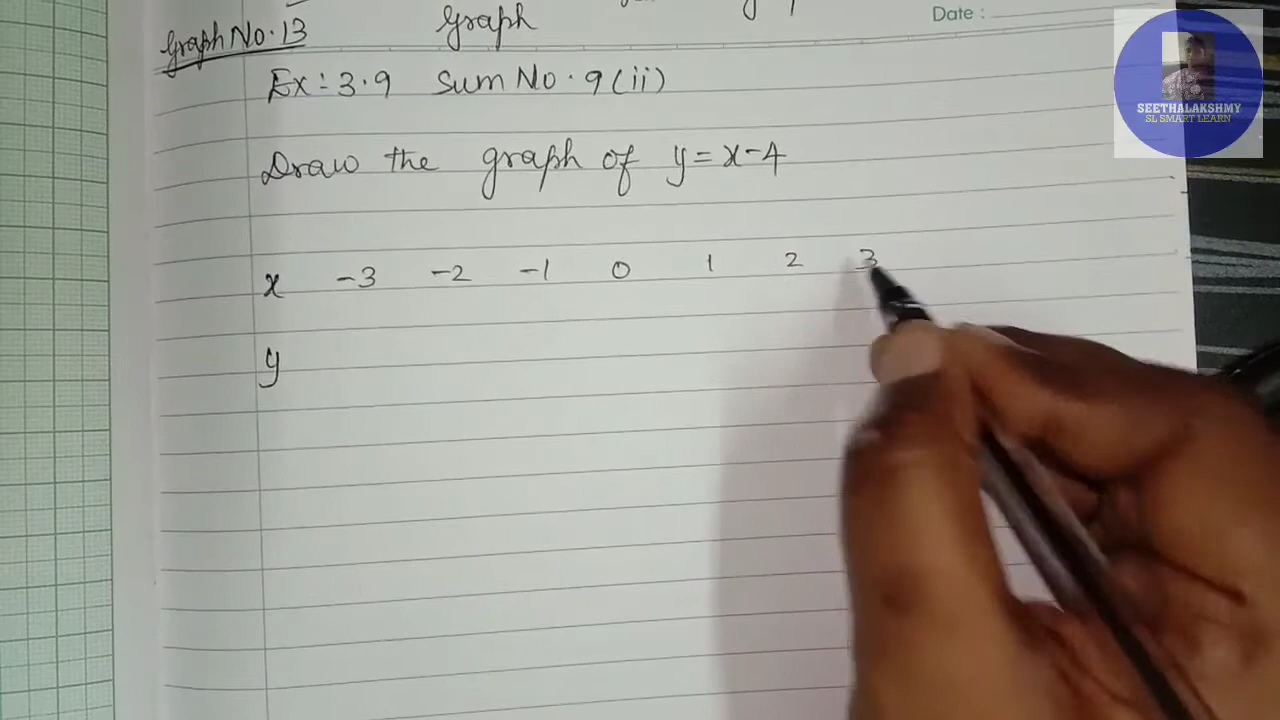 Graph No. 13
Graph
Date :
SEETHALAKSHMY
SL SMART LEARN
Ex : 3.9 Sum No. 9 (ii)
Draw the graph of y = x - 4
x -3 -2 -1 0 1 2 3
y